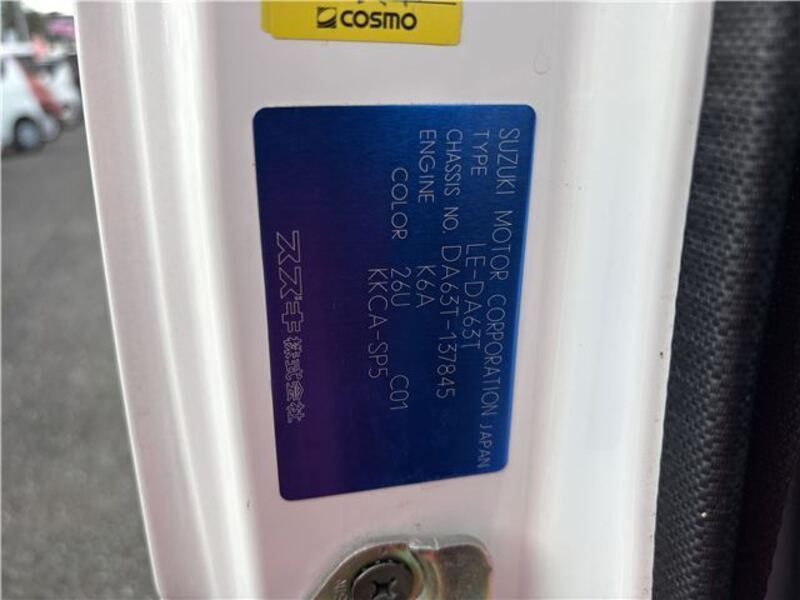 COSMO
SUZUKI MOTOR CORPORATION JAPAN
TYPE LE-DA63T
CHASSIS NO. DA63T-137845
ENGINE K6A
COLOR 26U C01
KKCA-SP5
スズキ株式会社